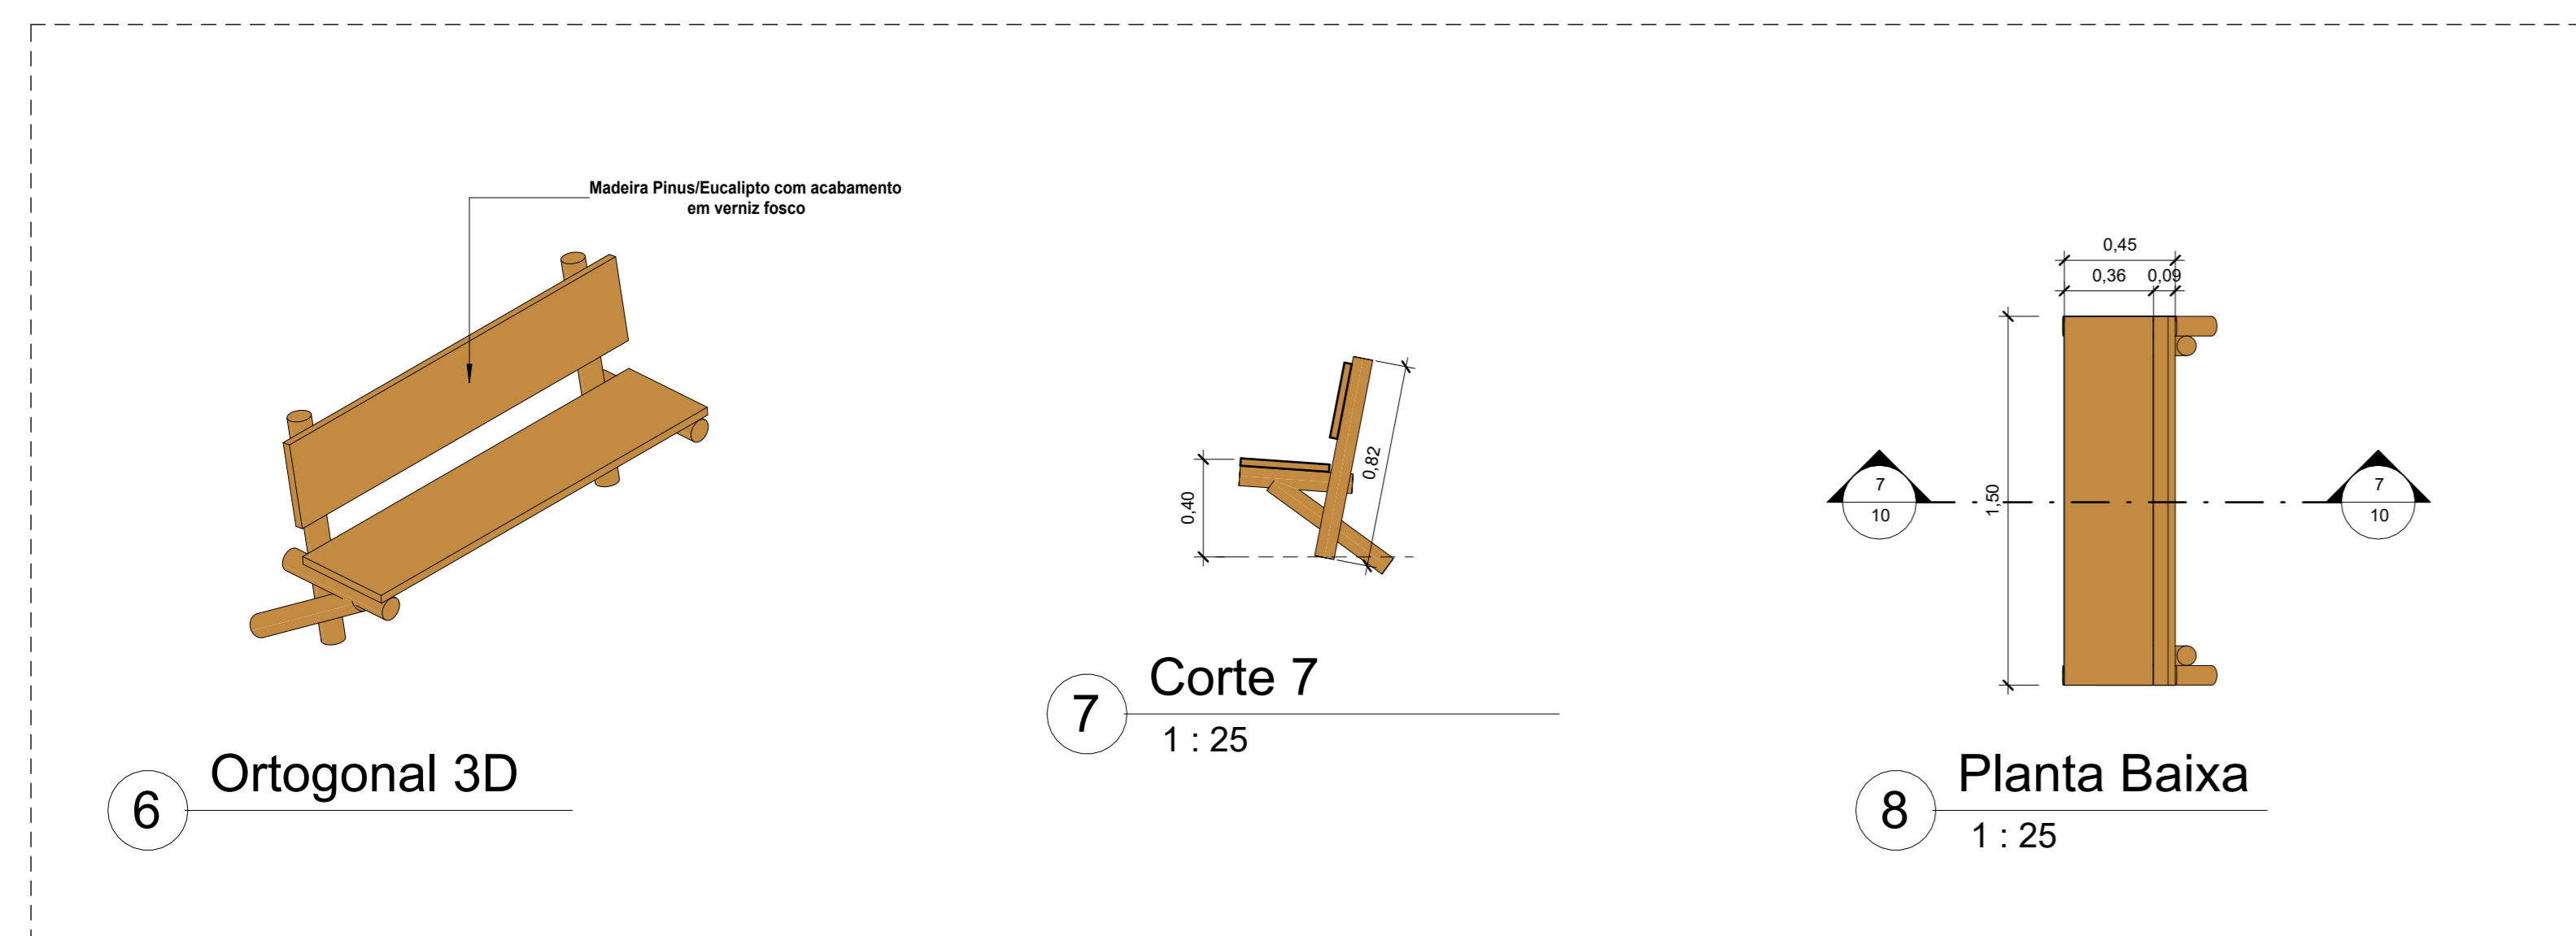 Madeira Pinus/Eucalipto com acabamento
em verniz fosco
6
Ortogonal 3D
0,40
0,82
7
Corte 7
1 : 25
0,45
0,36
0,09
1,50
7
10
7
10
8
Planta Baixa
1 : 25